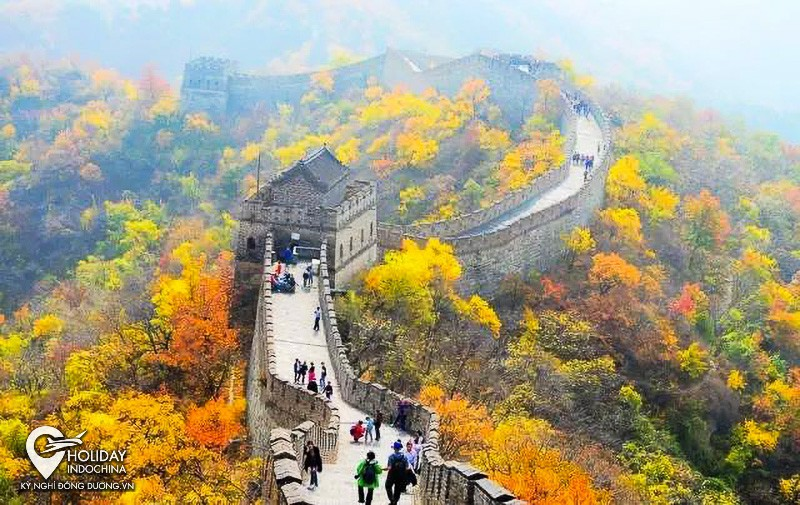 HOLIDAY
INDOCHINA
KỲ NGHỈ ĐÔNG DƯƠNG.VN